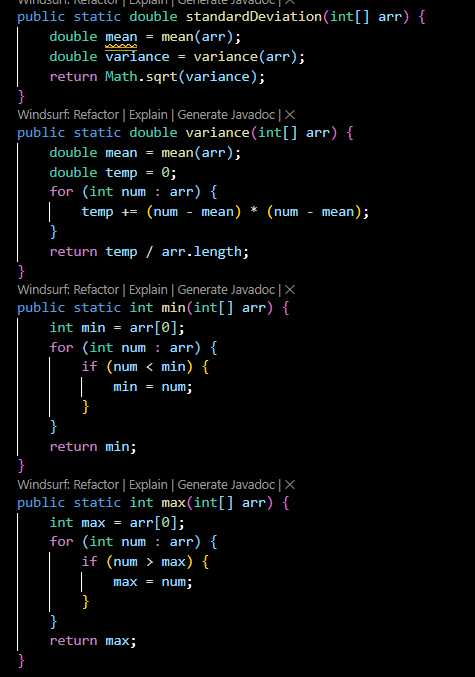 Windsurf: Refactor | Explain | Generate Javadoc | ×
public static double standardDeviation(int[] arr) {
    double mean = mean(arr);
    double variance = variance(arr);
    return Math.sqrt(variance);
}
Windsurf: Refactor | Explain | Generate Javadoc | ×
public static double variance(int[] arr) {
    double mean = mean(arr);
    double temp = 0;
    for (int num : arr) {
        temp += (num - mean) * (num - mean);
    }
    return temp / arr.length;
}
Windsurf: Refactor | Explain | Generate Javadoc | ×
public static int min(int[] arr) {
    int min = arr[0];
    for (int num : arr) {
        if (num < min) {
            min = num;
        }
    }
    return min;
}
Windsurf: Refactor | Explain | Generate Javadoc | ×
public static int max(int[] arr) {
    int max = arr[0];
    for (int num : arr) {
        if (num > max) {
            max = num;
        }
    }
    return max;
}